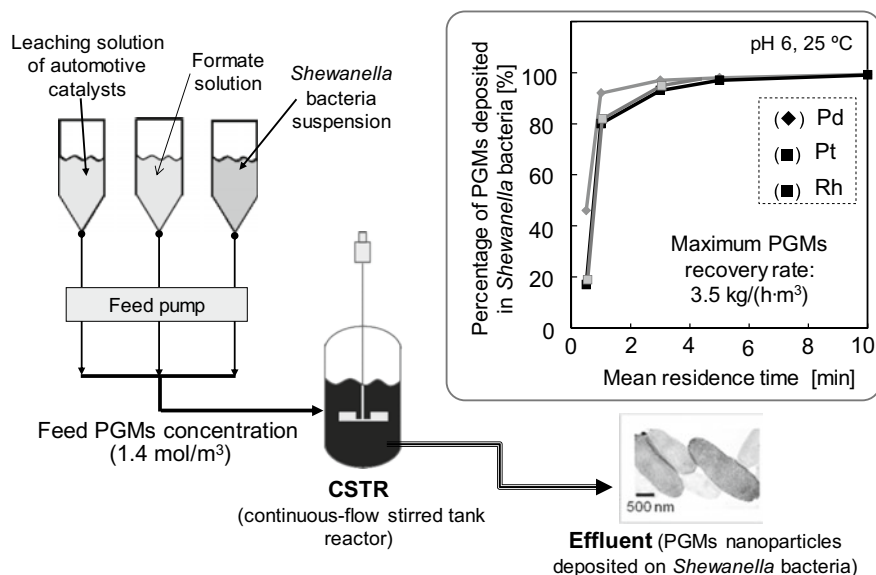 Leaching solution
of automotive
catalysts
Formate
solution
Shewanella
bacteria
suspension
Feed pump
Feed PGMs concentration
(1.4 mol/m³)
CSTR
(continuous-flow stirred tank
reactor)
Percentage of PGMs deposited
in Shewanella bacteria [%]
100
80
60
40
20
0
0
2
4
6
8
10
Mean residence time [min]
pH 6, 25 ºC
(◆) Pd
(■) Pt
(■) Rh
Maximum PGMs
recovery rate:
3.5 kg/(h·m³)
500 nm
Effluent (PGMs nanoparticles
deposited on Shewanella bacteria)